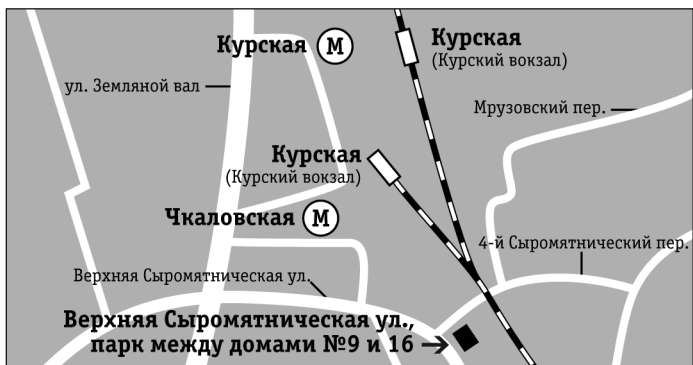 Курская М
Курская
(Курский вокзал)
ул. Земляной вал
Мрузовский пер.
Курская
(Курский вокзал)
Чкаловская М
4-й Сыромятнический пер.
Верхняя Сыромятническая ул.
Верхняя Сыромятническая ул.,
парк между домами №9 и 16